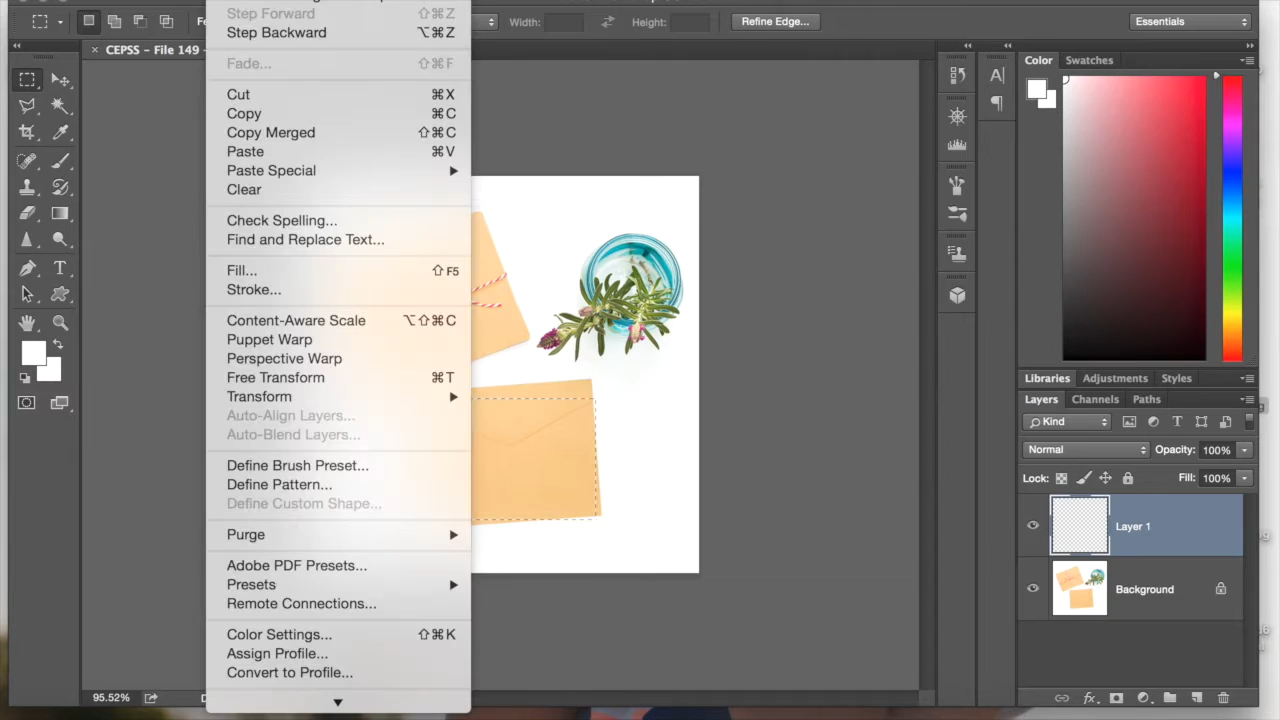 Step Forward ⇧⌘Z
Step Backward ⌥⌘Z
Fade... ⇧⌘F
Cut ⌘X
Copy ⌘C
Copy Merged ⇧⌘C
Paste ⌘V
Paste Special
Clear
Check Spelling...
Find and Replace Text...
Fill... ⇧F5
Stroke...
Content-Aware Scale ⌥⇧⌘C
Puppet Warp
Perspective Warp
Free Transform ⌘T
Transform
Auto-Align Layers...
Auto-Blend Layers...
Define Brush Preset...
Define Pattern...
Define Custom Shape...
Purge
Adobe PDF Presets...
Presets
Remote Connections...
Color Settings... ⇧⌘K
Assign Profile...
Convert to Profile...
Width: Height: Refine Edge... Essentials
× CEPSS - File 149 -
95.52%
Color Swatches
Libraries Adjustments Styles
Layers Channels Paths
Kind
Normal Opacity: 100%
Lock: Fill: 100%
Layer 1
Background